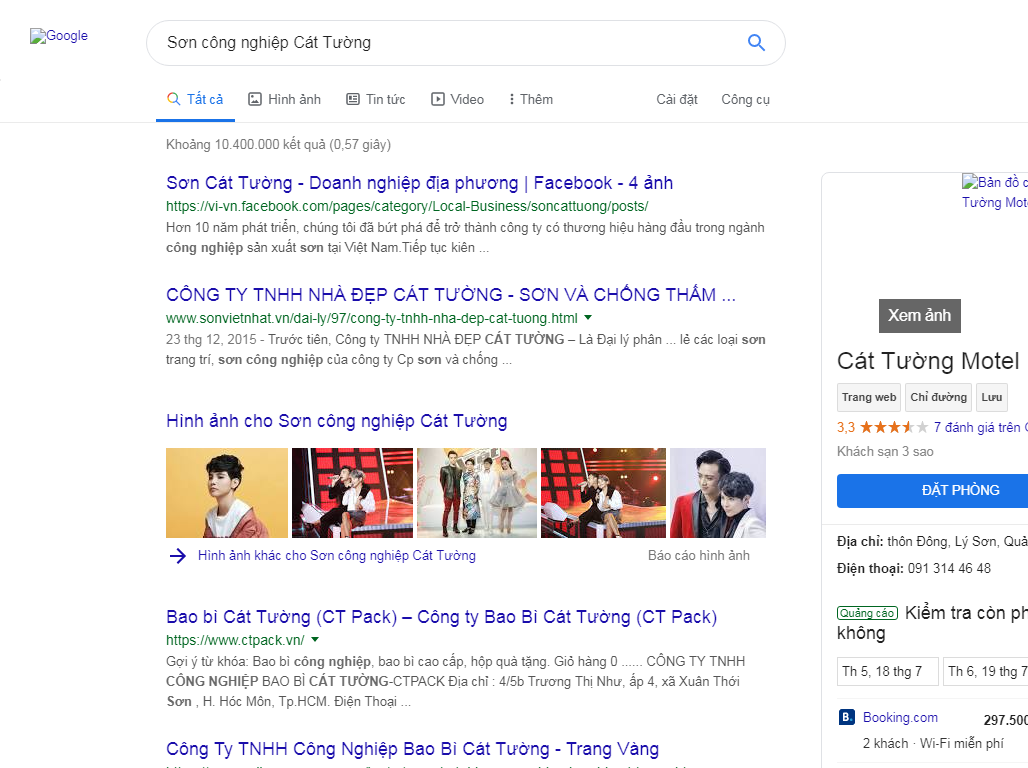 Google
Sơn công nghiệp Cát Tường
Tất cả
Hình ảnh
Tin tức
Video
Thêm
Cài đặt
Công cụ
Khoảng 10.400.000 kết quả (0,57 giây)
Sơn Cát Tường - Doanh nghiệp địa phương | Facebook - 4 ảnh
https://vi-vn.facebook.com/pages/category/Local-Business/soncattuong/posts/
Hơn 10 năm phát triển, chúng tôi đã bứt phá để trở thành công ty có thương hiệu hàng đầu trong ngành
công nghiệp sản xuất sơn tại Việt Nam.Tiếp tục kiên ...
CÔNG TY TNHH NHÀ ĐẸP CÁT TƯỜNG - SƠN VÀ CHỐNG THẤM ...
www.sonvietnhat.vn/dai-ly/97/cong-ty-tnhh-nha-dep-cat-tuong.html
23 thg 12, 2015 - Trước tiên, Công ty TNHH NHÀ ĐẸP CÁT TƯỜNG – Là Đại lý phân ... lẻ các loại sơn
trang trí, sơn công nghiệp của công ty Cp sơn và chống ...
Hình ảnh cho Sơn công nghiệp Cát Tường
Hình ảnh khác cho Sơn công nghiệp Cát Tường
Báo cáo hình ảnh
Bao bì Cát Tường (CT Pack) – Công ty Bao Bì Cát Tường (CT Pack)
https://www.ctpack.vn/
Gợi ý từ khóa: Bao bì công nghiệp, bao bì cao cấp, hộp quà tặng. Giỏ hàng 0 ...... CÔNG TY TNHH
CÔNG NGHIỆP BAO BÌ CÁT TƯỜNG-CTPACK Địa chỉ : 4/5b Trương Thị Như, ấp 4, xã Xuân Thới
Sơn , H. Hóc Môn, Tp.HCM. Điện Thoại ...
Công Ty TNHH Công Nghiệp Bao Bì Cát Tường - Trang Vàng
Bản đồ c
Tường Mot
Xem ảnh
Cát Tường Motel
Trang web
Chỉ đường
Lưu
3,3
7 đánh giá trên
Khách sạn 3 sao
ĐẶT PHÒNG
Địa chỉ: thôn Đông, Lý Sơn, Quả
Điện thoại: 091 314 46 48
Quảng cáo Kiểm tra còn ph
không
Th 5, 18 thg 7
Th 6, 19 thg 7
B.
Booking.com
297.500
2 khách · Wi-Fi miễn phí